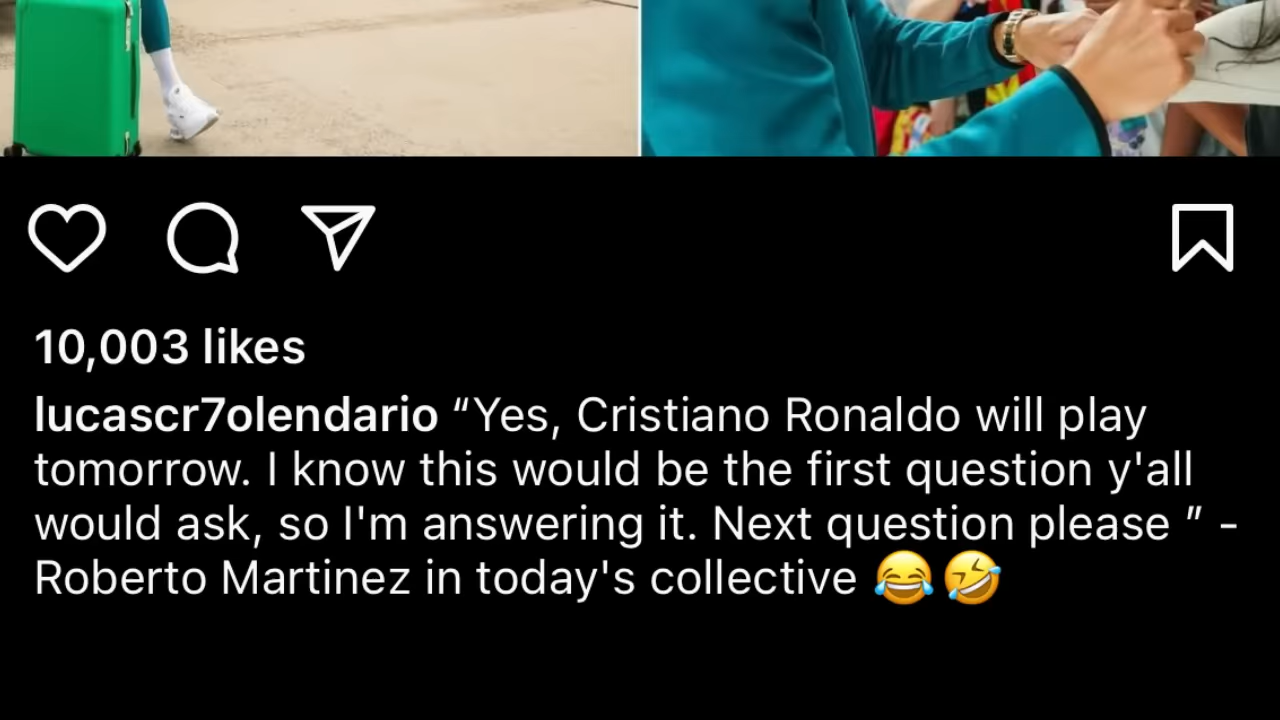 10,003 likes
lucascr7olendario “Yes, Cristiano Ronaldo will play
tomorrow. I know this would be the first question y'all
would ask, so I'm answering it. Next question please ” -
Roberto Martinez in today's collective 😂🤣